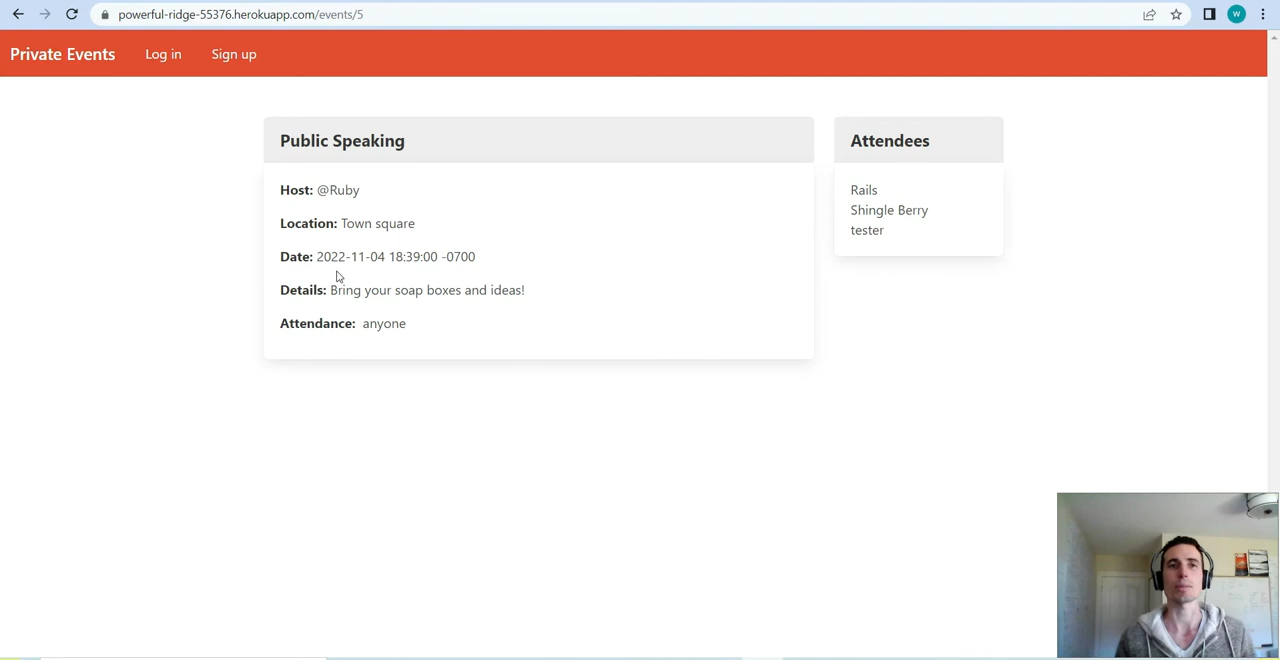 powerful-ridge-55376.herokuapp.com/events/5
W
Private Events Log in Sign up
Public Speaking
Host: @Ruby
Location: Town square
Date: 2022-11-04 18:39:00 -0700
Details: Bring your soap boxes and ideas!
Attendance: anyone
Attendees
Rails
Shingle Berry
tester